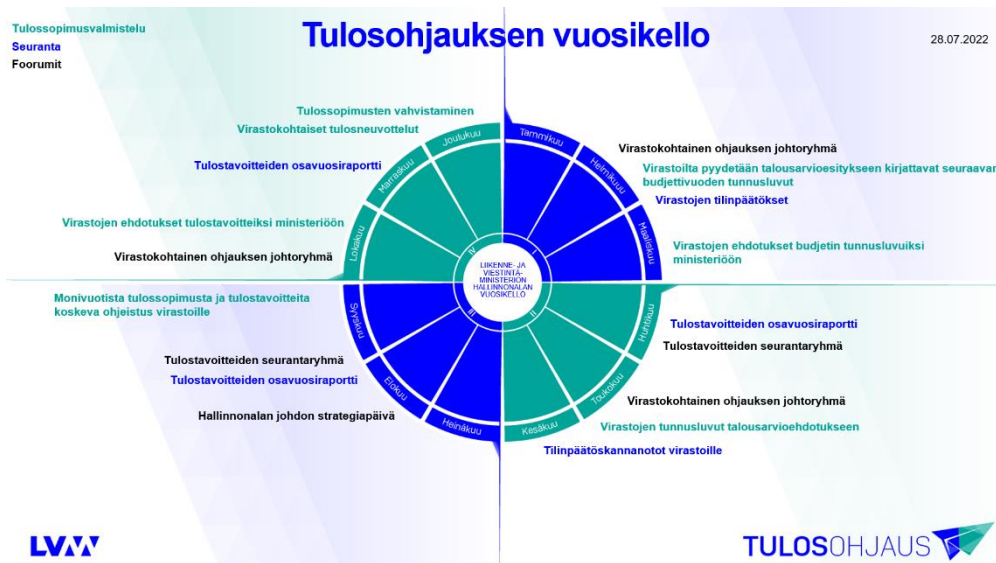 Tulossopimusvalmistelu
Seuranta
Foorumit
Tulosohjauksen vuosikello
28.07.2022
Tammikuu
Helmikuuu
Maaliskuu
Huhtikuu
Toukokuu
Kesäkuu
Heinäkuu
Elokuu
Syyskuu
Lokakuu
Marraskuu
Joulukuu
I
II
III
IV
LIIKENNE- JA
VIESTINTÄ-
MINISTERIÖN
HALLINNONALAN
VUOSIKELLO
Virastokohtainen ohjauksen johtoryhmä
Virastoilta pyydetään talousarvioesitykseen kirjattavat seuraavan
budjettivuoden tunnusluvut
Virastojen tilinpäätökset
Virastojen ehdotukset budjetin tunnusluvuiksi
ministeriöön
Tulostavoitteiden osavuosiraportti
Tulostavoitteiden seurantaryhmä
Virastokohtainen ohjauksen johtoryhmä
Virastojen tunnusluvut talousarvioehdotukseen
Tilinpäätöskannanotot virastoille
Hallinnonalan johdon strategiapäivä
Tulostavoitteiden osavuosiraportti
Tulostavoitteiden seurantaryhmä
Monivuotista tulossopimusta ja tulostavoitteita
koskeva ohjeistus virastoille
Virastokohtainen ohjauksen johtoryhmä
Virastojen ehdotukset tulostavoitteiksi ministeriöön
Tulostavoitteiden osavuosiraportti
Virastokohtaiset tulosneuvottelut
Tulossopimusten vahvistaminen
LVM
TULOSOHJAUS